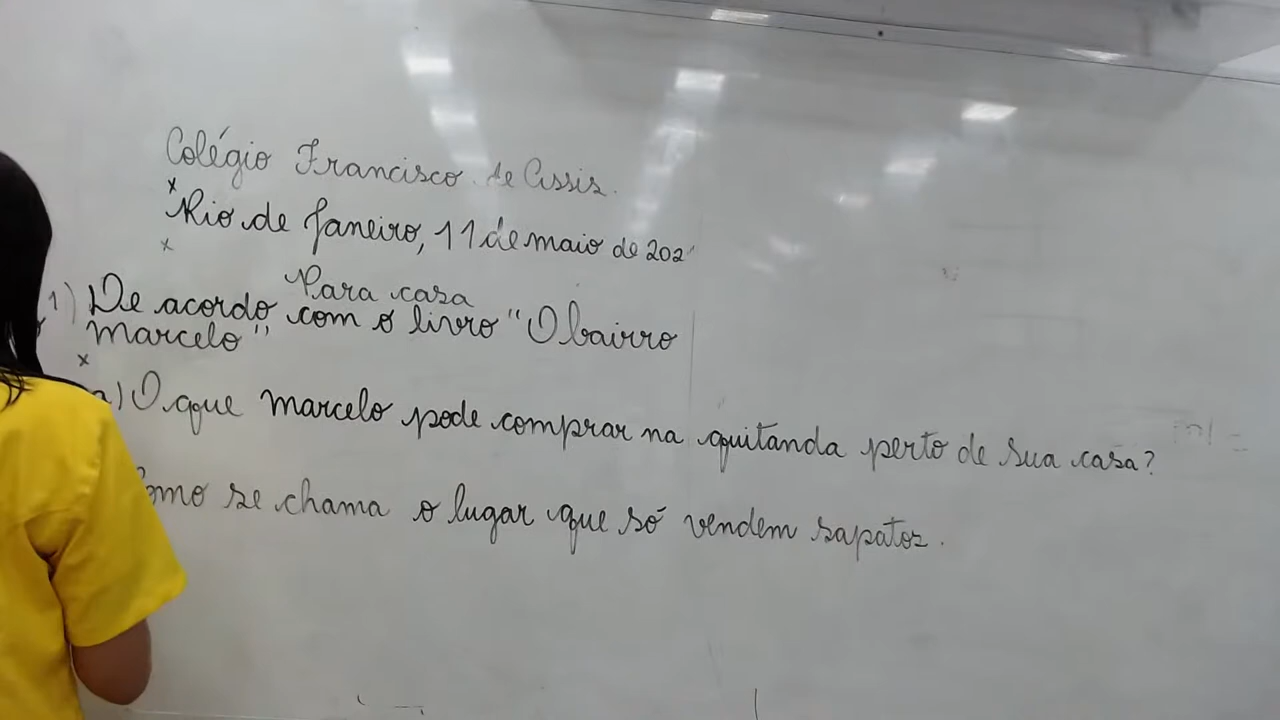 Colégio Francisco de Assis.
x
Rio de Janeiro, 11 de maio de 202
x
Para casa
1) De acordo com o livro "O bairro
marcelo"
x
a) O que marcelo pode comprar na quitanda perto de sua casa?
omo se chama o lugar que só vendem sapatos.